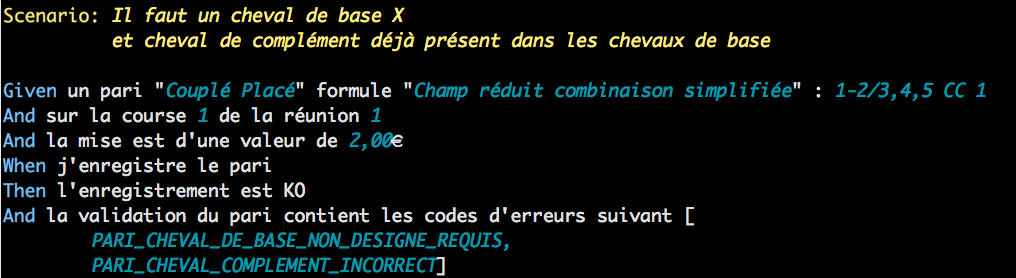 Scenario: Il faut un cheval de base X
et cheval de complément déjà présent dans les chevaux de base
Given un pari "Couplé Placé" formule "Champ réduit combinaison simplifiée" : 1-2/3,4,5 CC 1
And sur la course 1 de la réunion 1
And la mise est d'une valeur de 2,00€
When j'enregistre le pari
Then l'enregistrement est KO
And la validation du pari contient les codes d'erreurs suivant [
PARI_CHEVAL_DE_BASE_NON_DESIGNE_REQUIS,
PARI_CHEVAL_COMPLEMENT_INCORRECT]